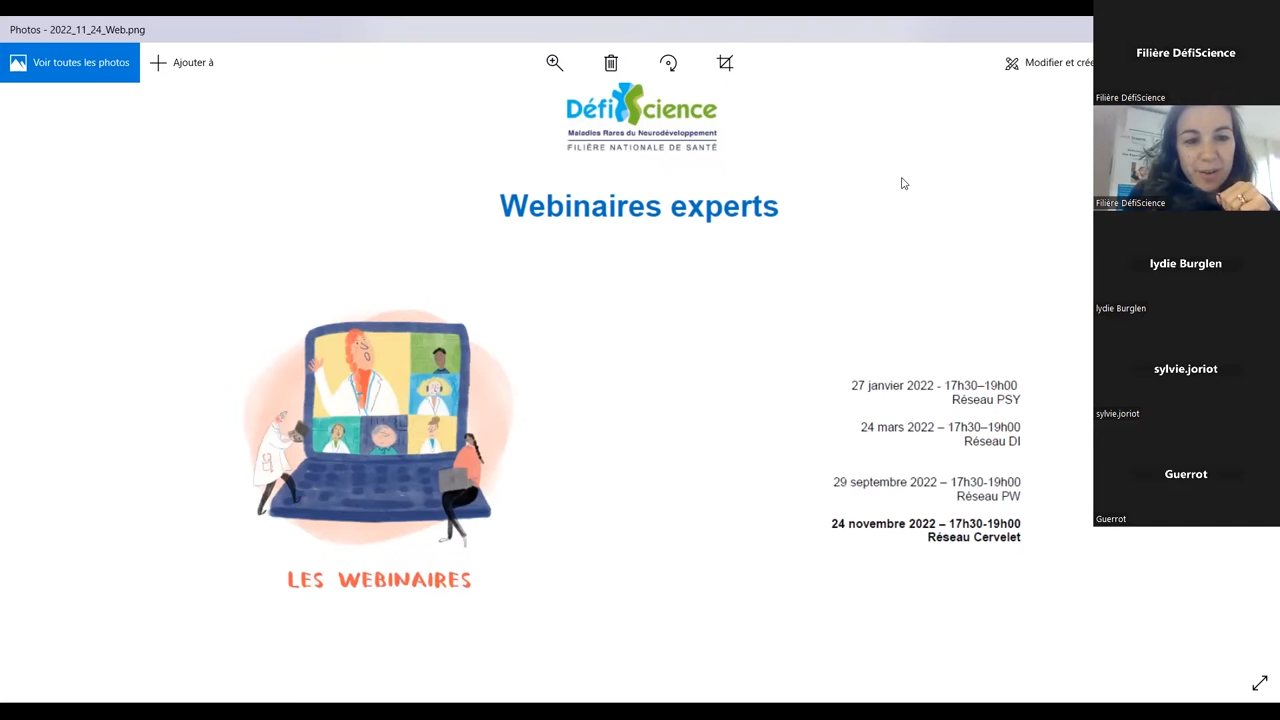 Photos - 2022_11_24_Web.png
Voir toutes les photos
Ajouter à
Modifier et crée
DéfiScience
Maladies Rares du Neurodéveloppement
FILIÈRE NATIONALE DE SANTÉ
Webinaires experts
27 janvier 2022 - 17h30–19h00
Réseau PSY
24 mars 2022 – 17h30–19h00
Réseau DI
29 septembre 2022 – 17h30-19h00
Réseau PW
24 novembre 2022 – 17h30-19h00
Réseau Cervelet
LES WEBINAIRES
Filière DéfiScience
Filière DéfiScience
Filière DéfiScience
lydie Burglen
lydie Burglen
sylvie.joriot
sylvie.joriot
Guerrot
Guerrot